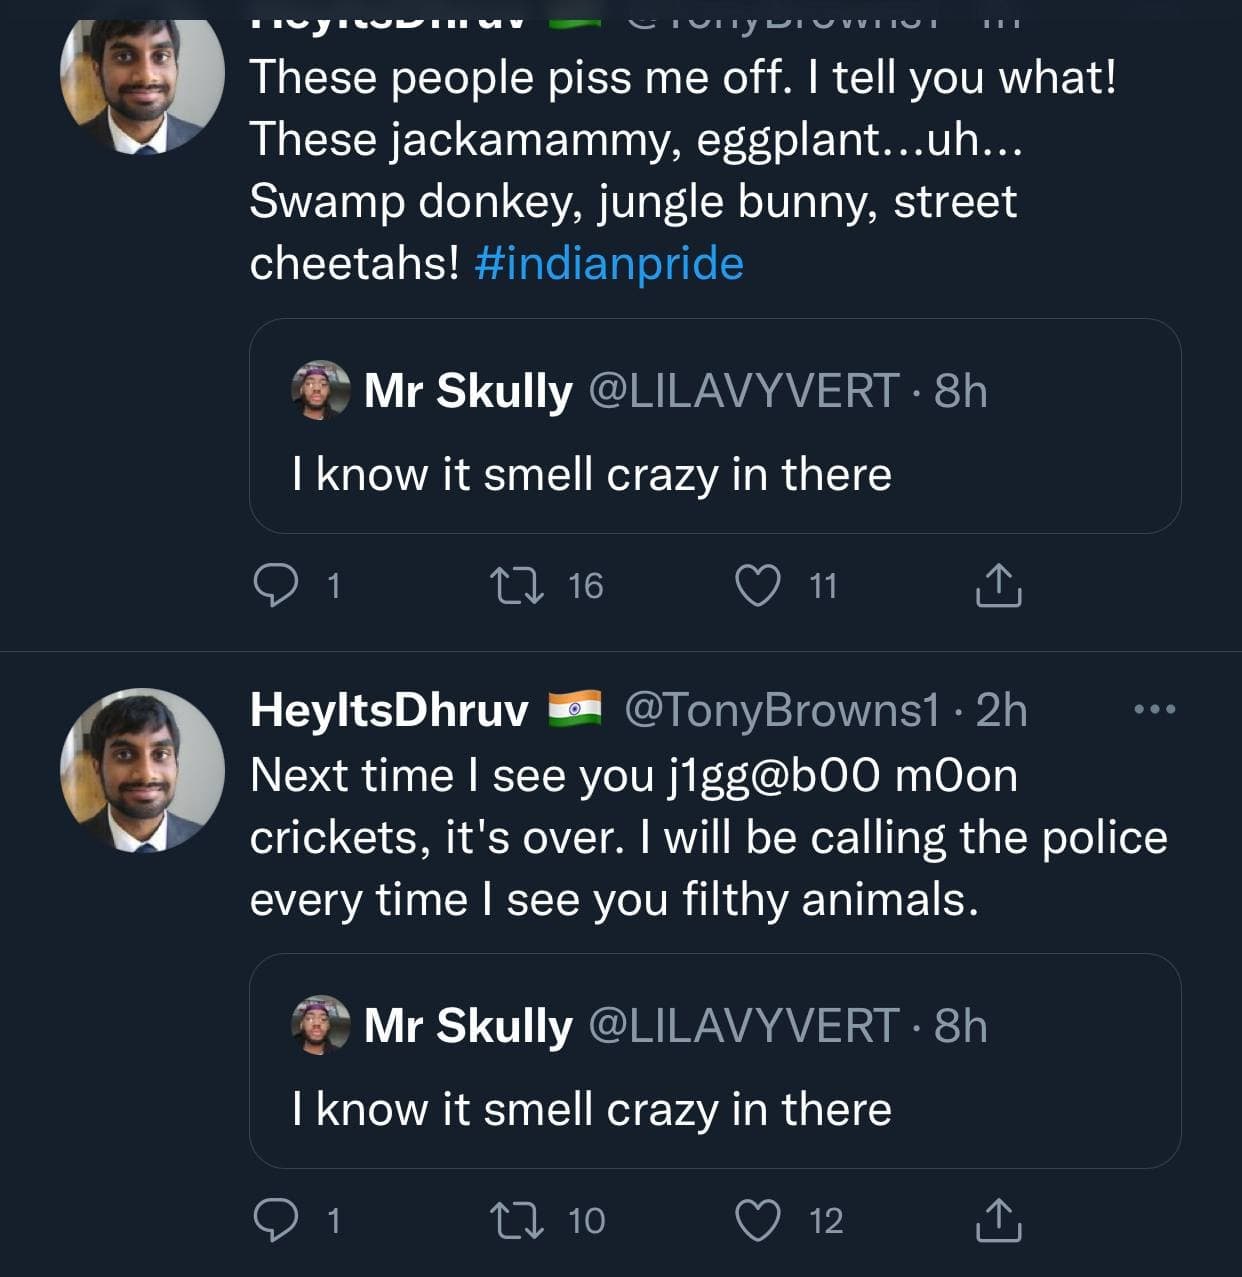 HeyItsDhruv 🇮🇳 @TonyBrowns1 · 1h
These people piss me off. I tell you what!
These jackamammy, eggplant...uh...
Swamp donkey, jungle bunny, street
cheetahs! #indianpride
Mr Skully @LILAVYVERT · 8h
I know it smell crazy in there
1 16 11
HeyItsDhruv 🇮🇳 @TonyBrowns1 · 2h
Next time I see you j1gg@b00 m0on
crickets, it's over. I will be calling the police
every time I see you filthy animals.
Mr Skully @LILAVYVERT · 8h
I know it smell crazy in there
1 10 12